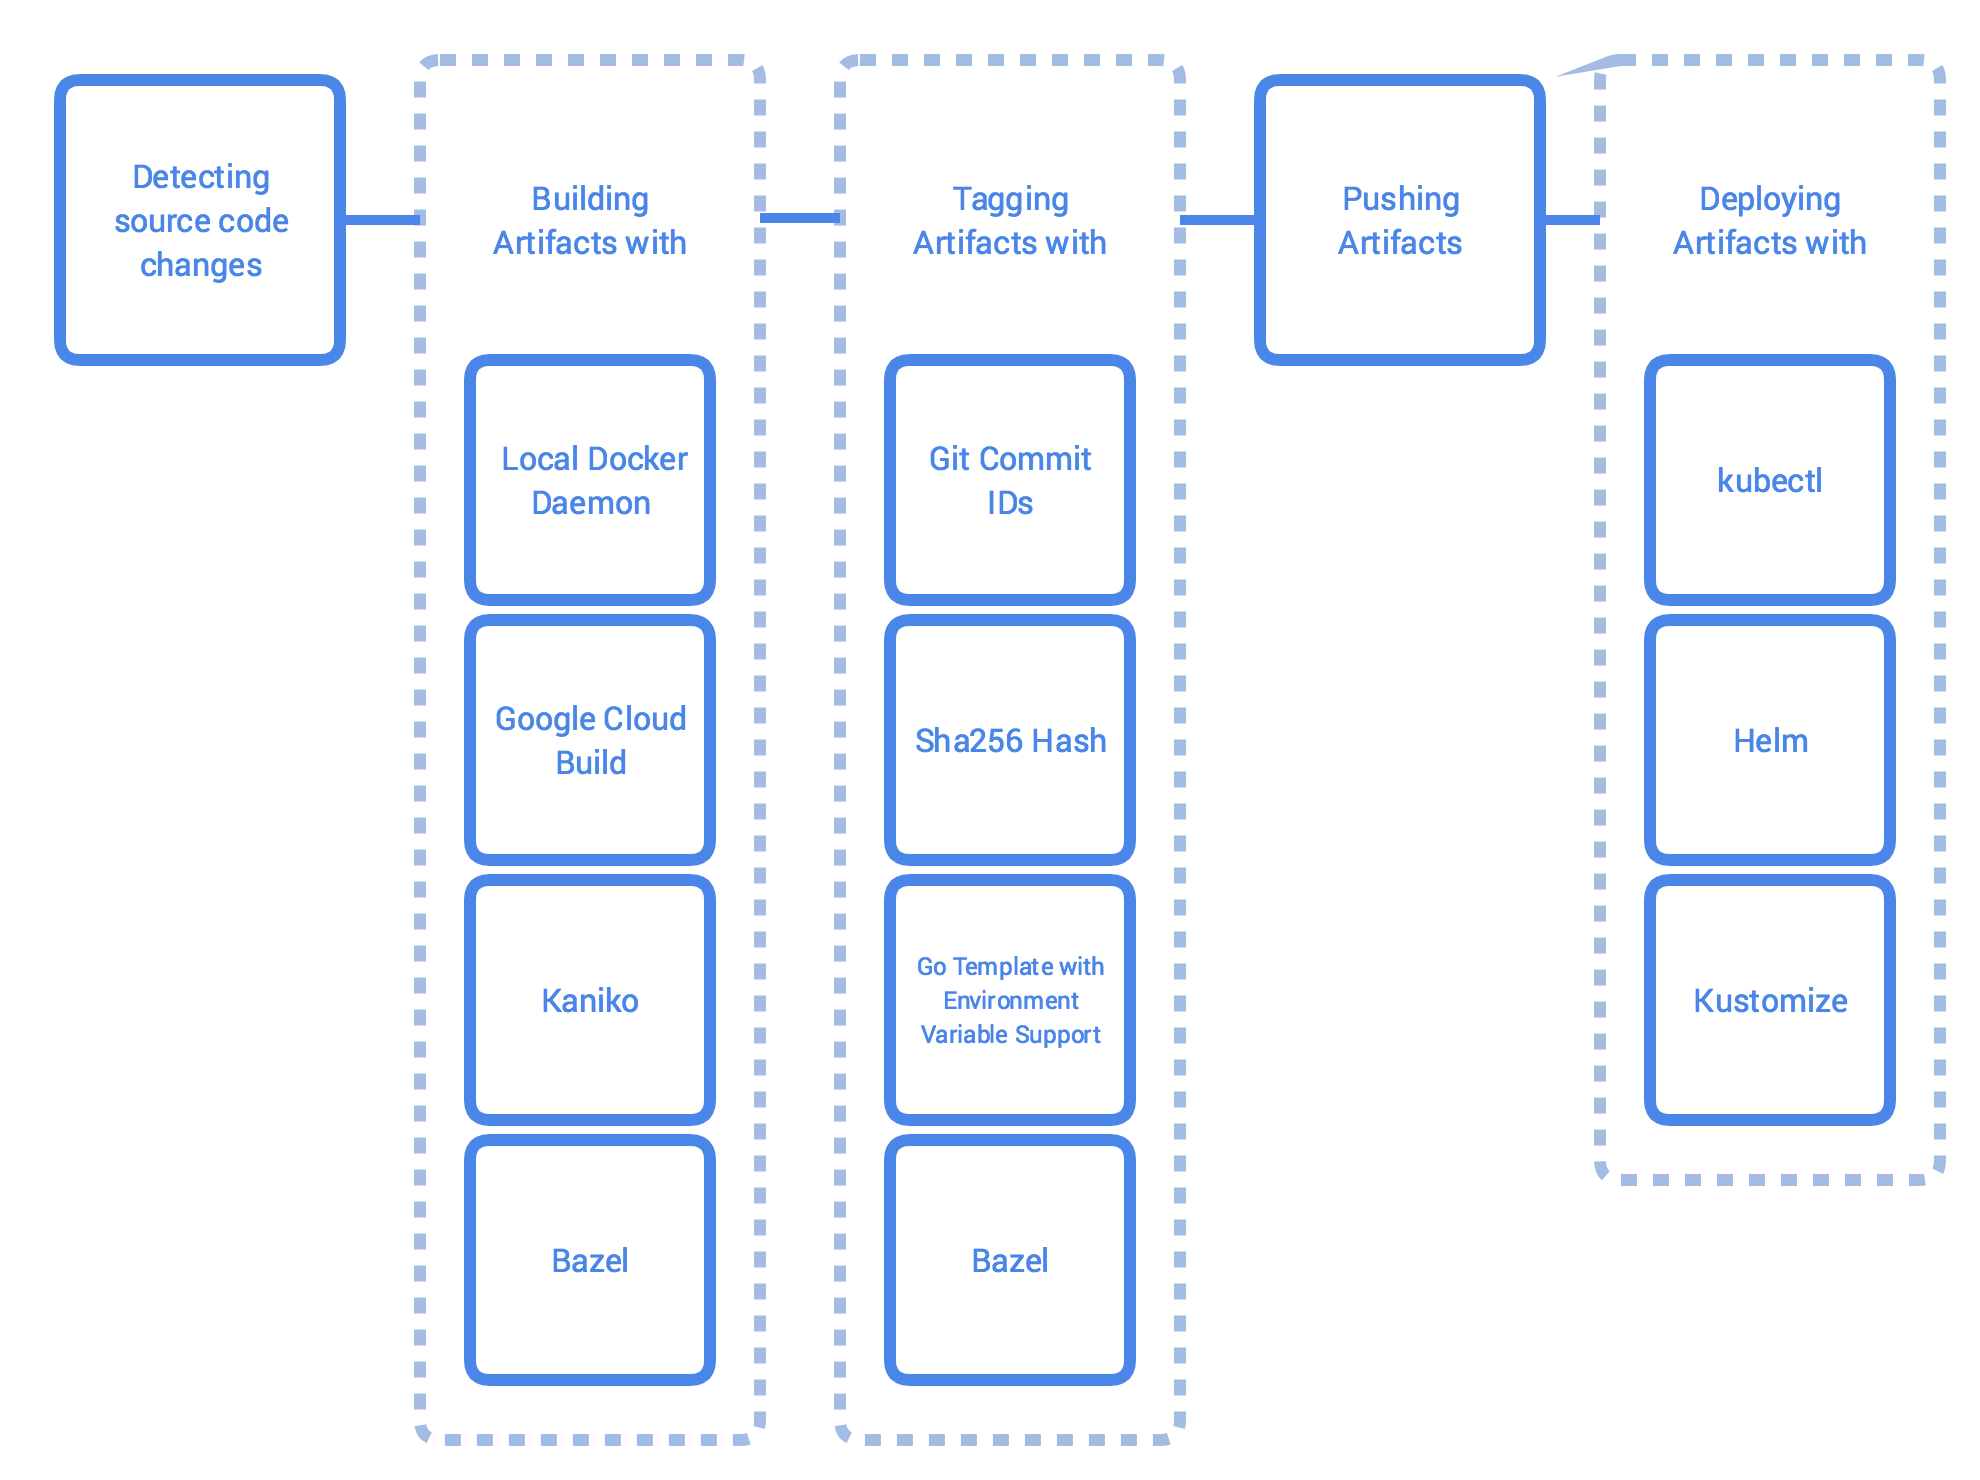 Detecting
source code
changes
Building
Artifacts with
Local Docker
Daemon
Google Cloud
Build
Kaniko
Bazel
Tagging
Artifacts with
Git Commit
IDs
Sha256 Hash
Go Template with
Environment
Variable Support
Bazel
Pushing
Artifacts
Deploying
Artifacts with
kubectl
Helm
Kustomize